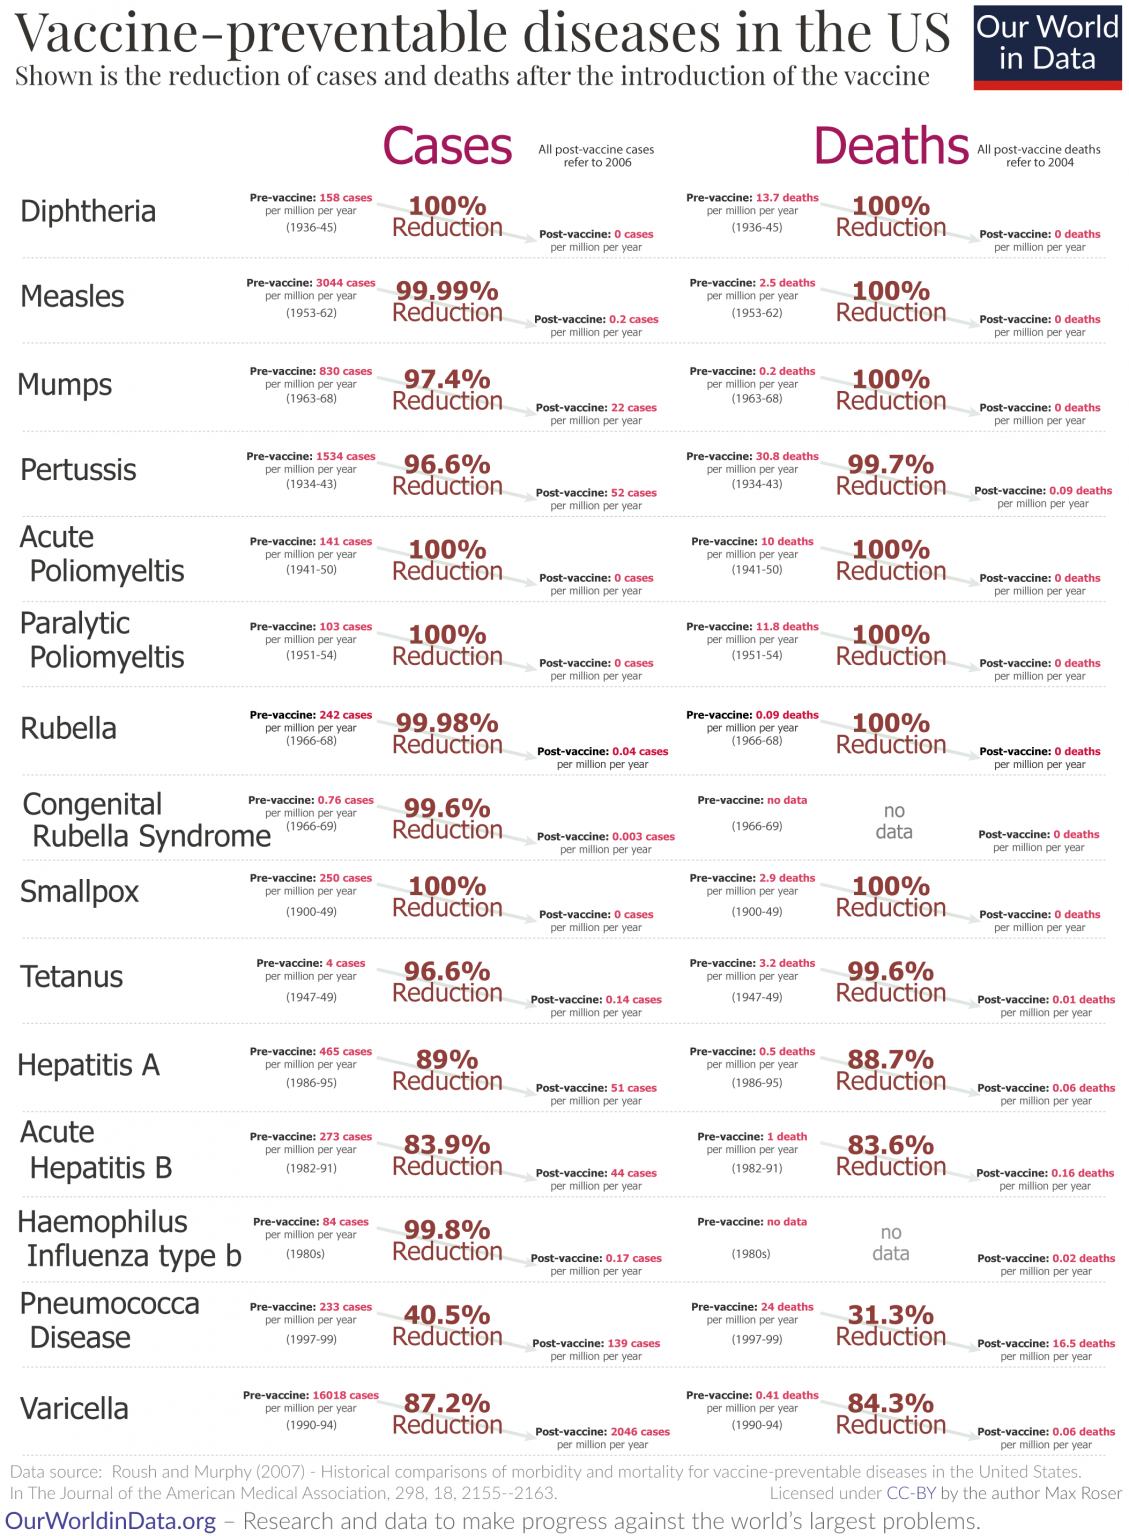 Vaccine-preventable diseases in the US
Shown is the reduction of cases and deaths after the introduction of the vaccine
Our World
in Data
Cases
All post-vaccine cases
refer to 2006
Deaths
All post-vaccine deaths
refer to 2004
Diphtheria
Pre-vaccine: 158 cases
per million per year
(1936-45)
100%
Reduction
Post-vaccine: 0 cases
per million per year
Pre-vaccine: 13.7 deaths
per million per year
(1936-45)
100%
Reduction
Post-vaccine: 0 deaths
per million per year
Measles
Pre-vaccine: 3044 cases
per million per year
(1953-62)
99.99%
Reduction
Post-vaccine: 0.2 cases
per million per year
Pre-vaccine: 2.5 deaths
per million per year
(1953-62)
100%
Reduction
Post-vaccine: 0 deaths
per million per year
Mumps
Pre-vaccine: 830 cases
per million per year
(1963-68)
97.4%
Reduction
Post-vaccine: 22 cases
per million per year
Pre-vaccine: 0.2 deaths
per million per year
(1963-68)
100%
Reduction
Post-vaccine: 0 deaths
per million per year
Pertussis
Pre-vaccine: 1534 cases
per million per year
(1934-43)
96.6%
Reduction
Post-vaccine: 52 cases
per million per year
Pre-vaccine: 30.8 deaths
per million per year
(1934-43)
99.7%
Reduction
Post-vaccine: 0.09 deaths
per million per year
Acute
Poliomyeltis
Pre-vaccine: 141 cases
per million per year
(1941-50)
100%
Reduction
Post-vaccine: 0 cases
per million per year
Pre-vaccine: 10 deaths
per million per year
(1941-50)
100%
Reduction
Post-vaccine: 0 deaths
per million per year
Paralytic
Poliomyeltis
Pre-vaccine: 103 cases
per million per year
(1951-54)
100%
Reduction
Post-vaccine: 0 cases
per million per year
Pre-vaccine: 11.8 deaths
per million per year
(1951-54)
100%
Reduction
Post-vaccine: 0 deaths
per million per year
Rubella
Pre-vaccine: 242 cases
per million per year
(1966-68)
99.98%
Reduction
Post-vaccine: 0.04 cases
per million per year
Pre-vaccine: 0.09 deaths
per million per year
(1966-68)
100%
Reduction
Post-vaccine: 0 deaths
per million per year
Congenital
Rubella Syndrome
Pre-vaccine: 0.76 cases
per million per year
(1966-69)
99.6%
Reduction
Post-vaccine: 0.003 cases
per million per year
Pre-vaccine: no data
(1966-69)
no
data
Post-vaccine: 0 deaths
per million per year
Smallpox
Pre-vaccine: 250 cases
per million per year
(1900-49)
100%
Reduction
Post-vaccine: 0 cases
per million per year
Pre-vaccine: 2.9 deaths
per million per year
(1900-49)
100%
Reduction
Post-vaccine: 0 deaths
per million per year
Tetanus
Pre-vaccine: 4 cases
per million per year
(1947-49)
96.6%
Reduction
Post-vaccine: 0.14 cases
per million per year
Pre-vaccine: 3.2 deaths
per million per year
(1947-49)
99.6%
Reduction
Post-vaccine: 0.01 deaths
per million per year
Hepatitis A
Pre-vaccine: 465 cases
per million per year
(1986-95)
89%
Reduction
Post-vaccine: 51 cases
per million per year
Pre-vaccine: 0.5 deaths
per million per year
(1986-95)
88.7%
Reduction
Post-vaccine: 0.06 deaths
per million per year
Acute
Hepatitis B
Pre-vaccine: 273 cases
per million per year
(1982-91)
83.9%
Reduction
Post-vaccine: 44 cases
per million per year
Pre-vaccine: 1 death
per million per year
(1982-91)
83.6%
Reduction
Post-vaccine: 0.16 deaths
per million per year
Haemophilus
Influenza type b
Pre-vaccine: 84 cases
per million per year
(1980s)
99.8%
Reduction
Post-vaccine: 0.17 cases
per million per year
Pre-vaccine: no data
(1980s)
no
data
Post-vaccine: 0.02 deaths
per million per year
Pneumococca
Disease
Pre-vaccine: 233 cases
per million per year
(1997-99)
40.5%
Reduction
Post-vaccine: 139 cases
per million per year
Pre-vaccine: 24 deaths
per million per year
(1997-99)
31.3%
Reduction
Post-vaccine: 16.5 deaths
per million per year
Varicella
Pre-vaccine: 16018 cases
per million per year
(1990-94)
87.2%
Reduction
Post-vaccine: 2046 cases
per million per year
Pre-vaccine: 0.41 deaths
per million per year
(1990-94)
84.3%
Reduction
Post-vaccine: 0.06 deaths
per million per year
Data source: Roush and Murphy (2007) - Historical comparisons of morbidity and mortality for vaccine-preventable diseases in the United States.
In The Journal of the American Medical Association, 298, 18, 2155--2163.
Licensed under CC-BY by the author Max Roser
OurWorldinData.org – Research and data to make progress against the world's largest problems.